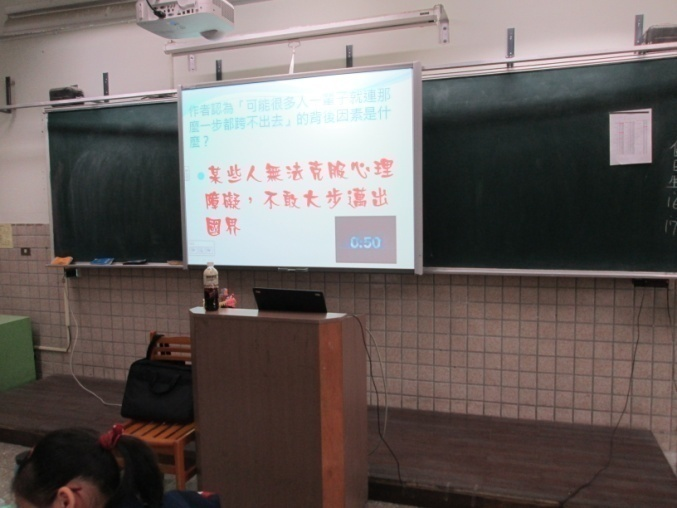 作者認為「可能很多人一輩子就連那
麼一步都跨不出去」的背後因素是什
麼？
某些人無法克服心理
障礙，不敢大步邁出
國界
0:50
16
17